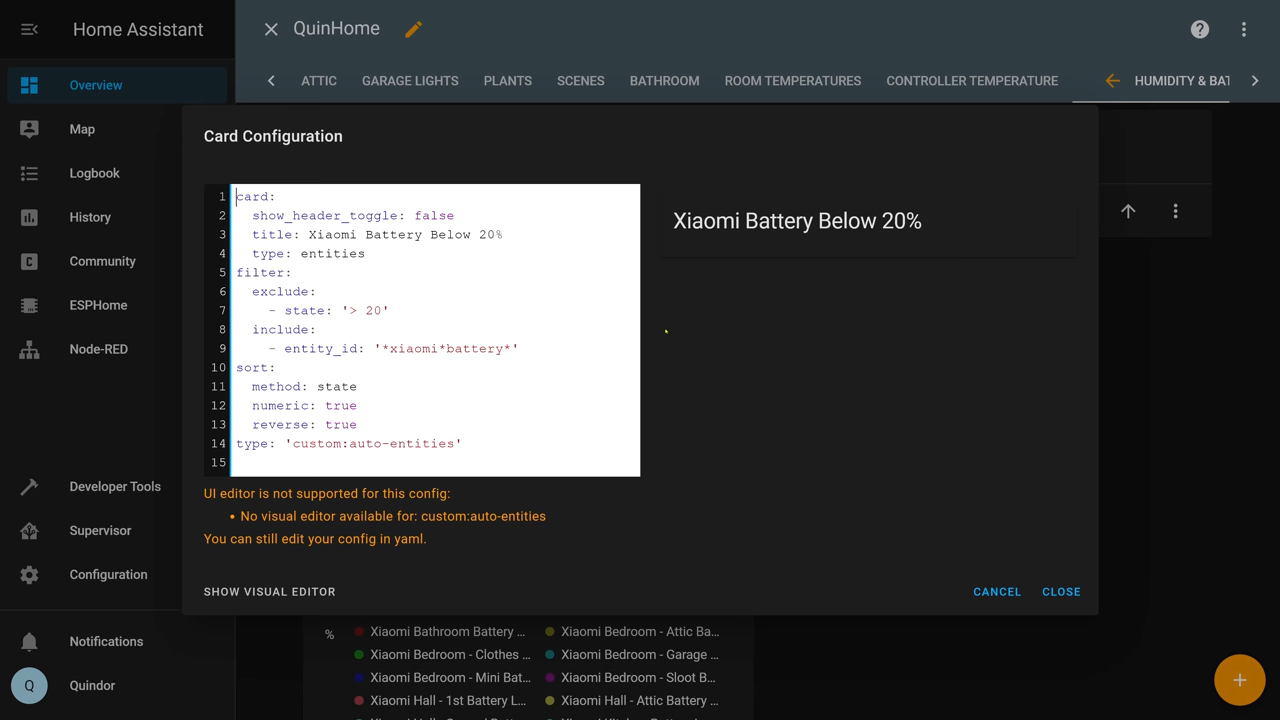 Home Assistant
QuinHome
ATTIC
GARAGE LIGHTS
PLANTS
SCENES
BATHROOM
ROOM TEMPERATURES
CONTROLLER TEMPERATURE
HUMIDITY & BAT
Overview
Map
Logbook
History
Community
ESPHome
Node-RED
Developer Tools
Supervisor
Configuration
Notifications
Q
Quindor
Card Configuration
1 card:
2   show_header_toggle: false
3   title: Xiaomi Battery Below 20%
4   type: entities
5 filter:
6   exclude:
7     - state: '> 20'
8   include:
9     - entity_id: '*xiaomi*battery*'
10 sort:
11   method: state
12   numeric: true
13   reverse: true
14 type: 'custom:auto-entities'
15
Xiaomi Battery Below 20%
UI editor is not supported for this config:
• No visual editor available for: custom:auto-entities
You can still edit your config in yaml.
SHOW VISUAL EDITOR
CANCEL
CLOSE
%
Xiaomi Bathroom Battery ...
Xiaomi Bedroom - Attic Ba...
Xiaomi Bedroom - Clothes ...
Xiaomi Bedroom - Garage ...
Xiaomi Bedroom - Mini Bat...
Xiaomi Bedroom - Sloot B...
Xiaomi Hall - 1st Battery L...
Xiaomi Hall - Attic Battery ...